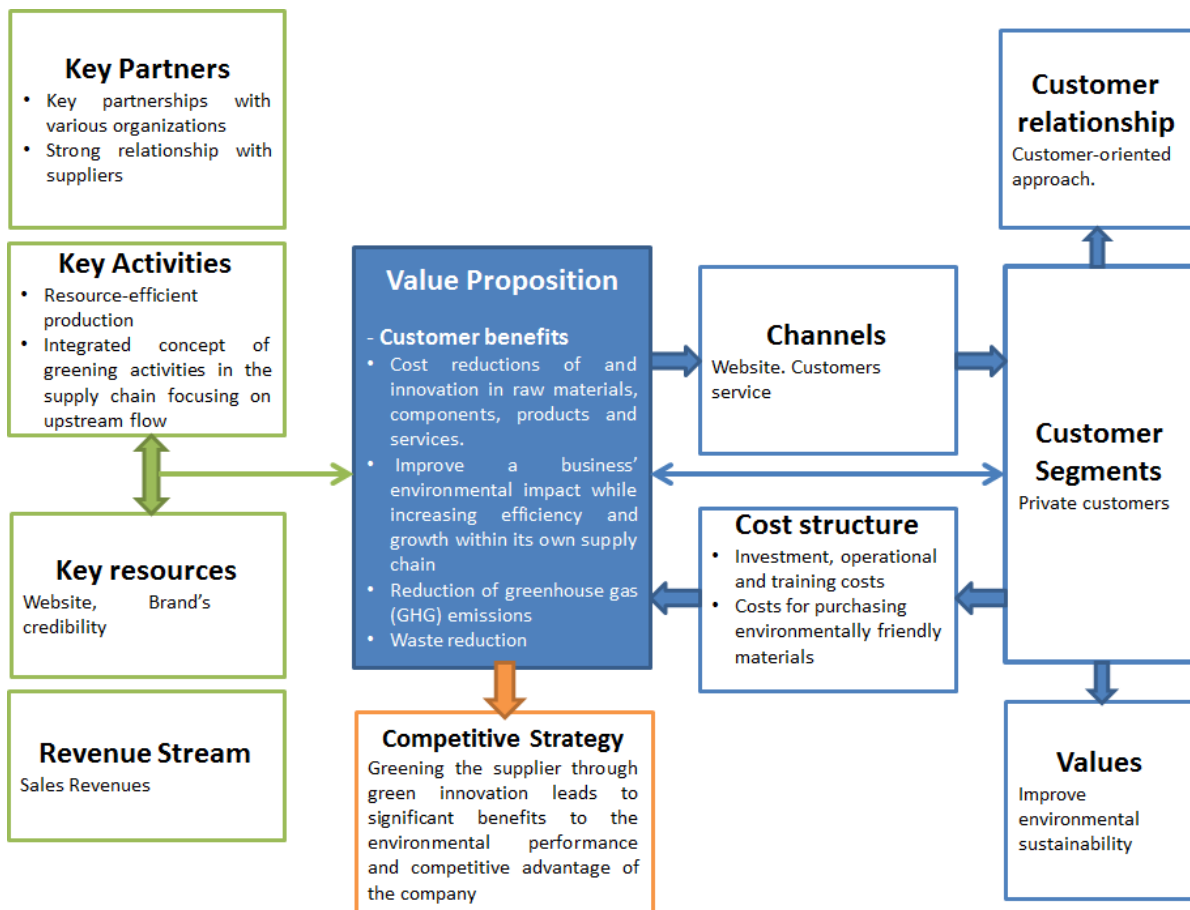 Key Partners
• Key partnerships with
various organizations
• Strong relationship with
suppliers
Key Activities
• Resource-efficient
production
• Integrated concept of
greening activities in the
supply chain focusing on
upstream flow
Key resources
Website, Brand's
credibility
Revenue Stream
Sales Revenues
Value Proposition
- Customer benefits
• Cost reductions of and
innovation in raw materials,
components, products and
services.
• Improve a business'
environmental impact while
increasing efficiency and
growth within its own supply
chain
• Reduction of greenhouse gas
(GHG) emissions
• Waste reduction
Competitive Strategy
Greening the supplier through
green innovation leads to
significant benefits to the
environmental performance
and competitive advantage of
the company
Channels
Website. Customers
service
Cost structure
• Investment, operational
and training costs
• Costs for purchasing
environmentally friendly
materials
Customer
relationship
Customer-oriented
approach.
Customer
Segments
Private customers
Values
Improve
environmental
sustainability